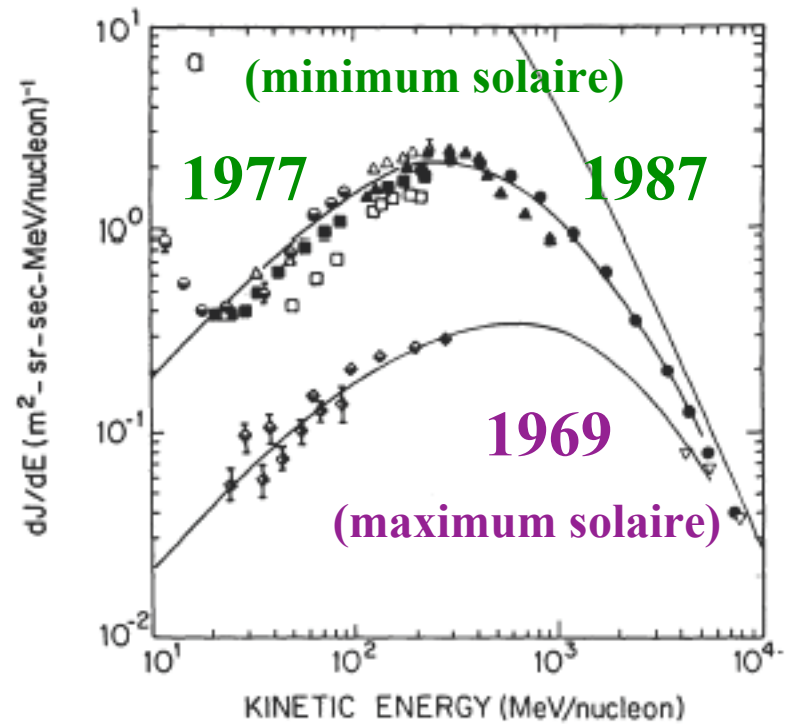 10¹
(minimum solaire)
1977
1987
10⁰
10⁻¹
1969
(maximum solaire)
10⁻²
10¹
10²
10³
10⁴
KINETIC ENERGY (MeV/nucleon)
dJ/dE (m²–sr–sec–MeV/nucleon)⁻¹